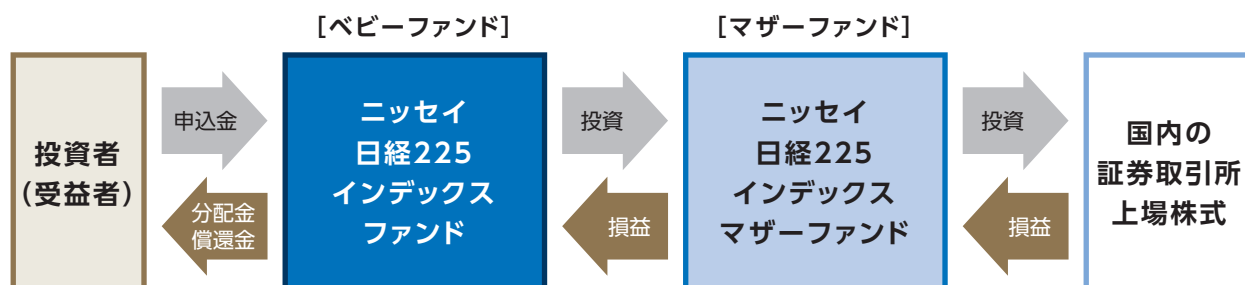 [ベビーファンド]
[マザーファンド]
投資者
(受益者)
申込金
分配金
償還金
ニッセイ
日経225
インデックス
ファンド
投資
損益
ニッセイ
日経225
インデックス
マザーファンド
投資
損益
国内の
証券取引所
上場株式